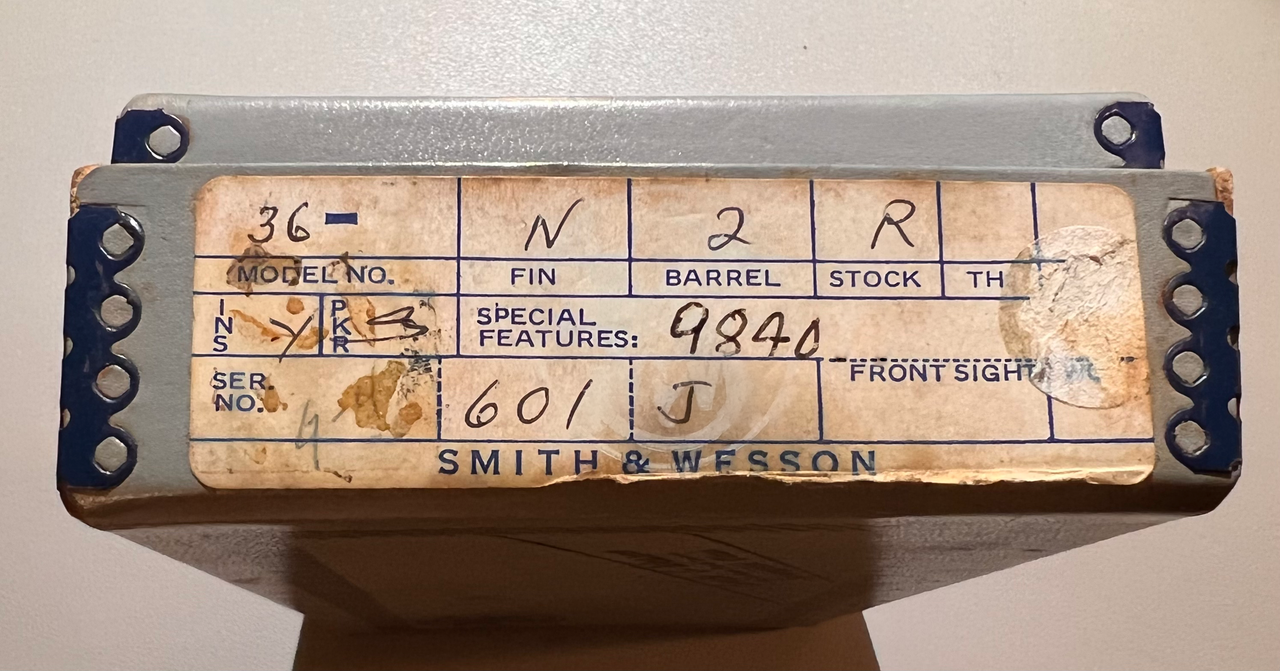 36- N 2 R
MODEL NO. FIN BARREL STOCK TH
INS Y PKR SPECIAL FEATURES: 9840
FRONT SIGHT
SER. NO. 601 J
SMITH & WESSON